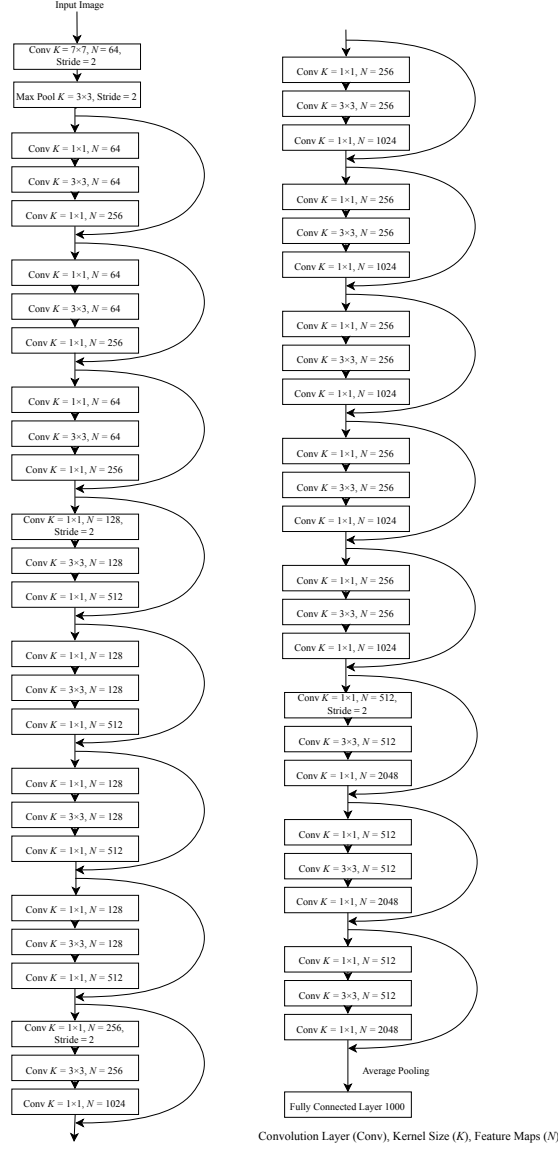 Input Image
Conv K = 7×7, N = 64,
Stride = 2
Max Pool K = 3×3, Stride = 2
Conv K = 1×1, N = 64
Conv K = 3×3, N = 64
Conv K = 1×1, N = 256
Conv K = 1×1, N = 64
Conv K = 3×3, N = 64
Conv K = 1×1, N = 256
Conv K = 1×1, N = 64
Conv K = 3×3, N = 64
Conv K = 1×1, N = 256
Conv K = 1×1, N = 128,
Stride = 2
Conv K = 3×3, N = 128
Conv K = 1×1, N = 512
Conv K = 1×1, N = 128
Conv K = 3×3, N = 128
Conv K = 1×1, N = 512
Conv K = 1×1, N = 128
Conv K = 3×3, N = 128
Conv K = 1×1, N = 512
Conv K = 1×1, N = 128
Conv K = 3×3, N = 128
Conv K = 1×1, N = 512
Conv K = 1×1, N = 256,
Stride = 2
Conv K = 3×3, N = 256
Conv K = 1×1, N = 1024
Conv K = 1×1, N = 256
Conv K = 3×3, N = 256
Conv K = 1×1, N = 1024
Conv K = 1×1, N = 256
Conv K = 3×3, N = 256
Conv K = 1×1, N = 1024
Conv K = 1×1, N = 256
Conv K = 3×3, N = 256
Conv K = 1×1, N = 1024
Conv K = 1×1, N = 256
Conv K = 3×3, N = 256
Conv K = 1×1, N = 1024
Conv K = 1×1, N = 256
Conv K = 3×3, N = 256
Conv K = 1×1, N = 1024
Conv K = 1×1, N = 512,
Stride = 2
Conv K = 3×3, N = 512
Conv K = 1×1, N = 2048
Conv K = 1×1, N = 512
Conv K = 3×3, N = 512
Conv K = 1×1, N = 2048
Conv K = 1×1, N = 512
Conv K = 3×3, N = 512
Conv K = 1×1, N = 2048
Average Pooling
Fully Connected Layer 1000
Convolution Layer (Conv), Kernel Size (K), Feature Maps (N)